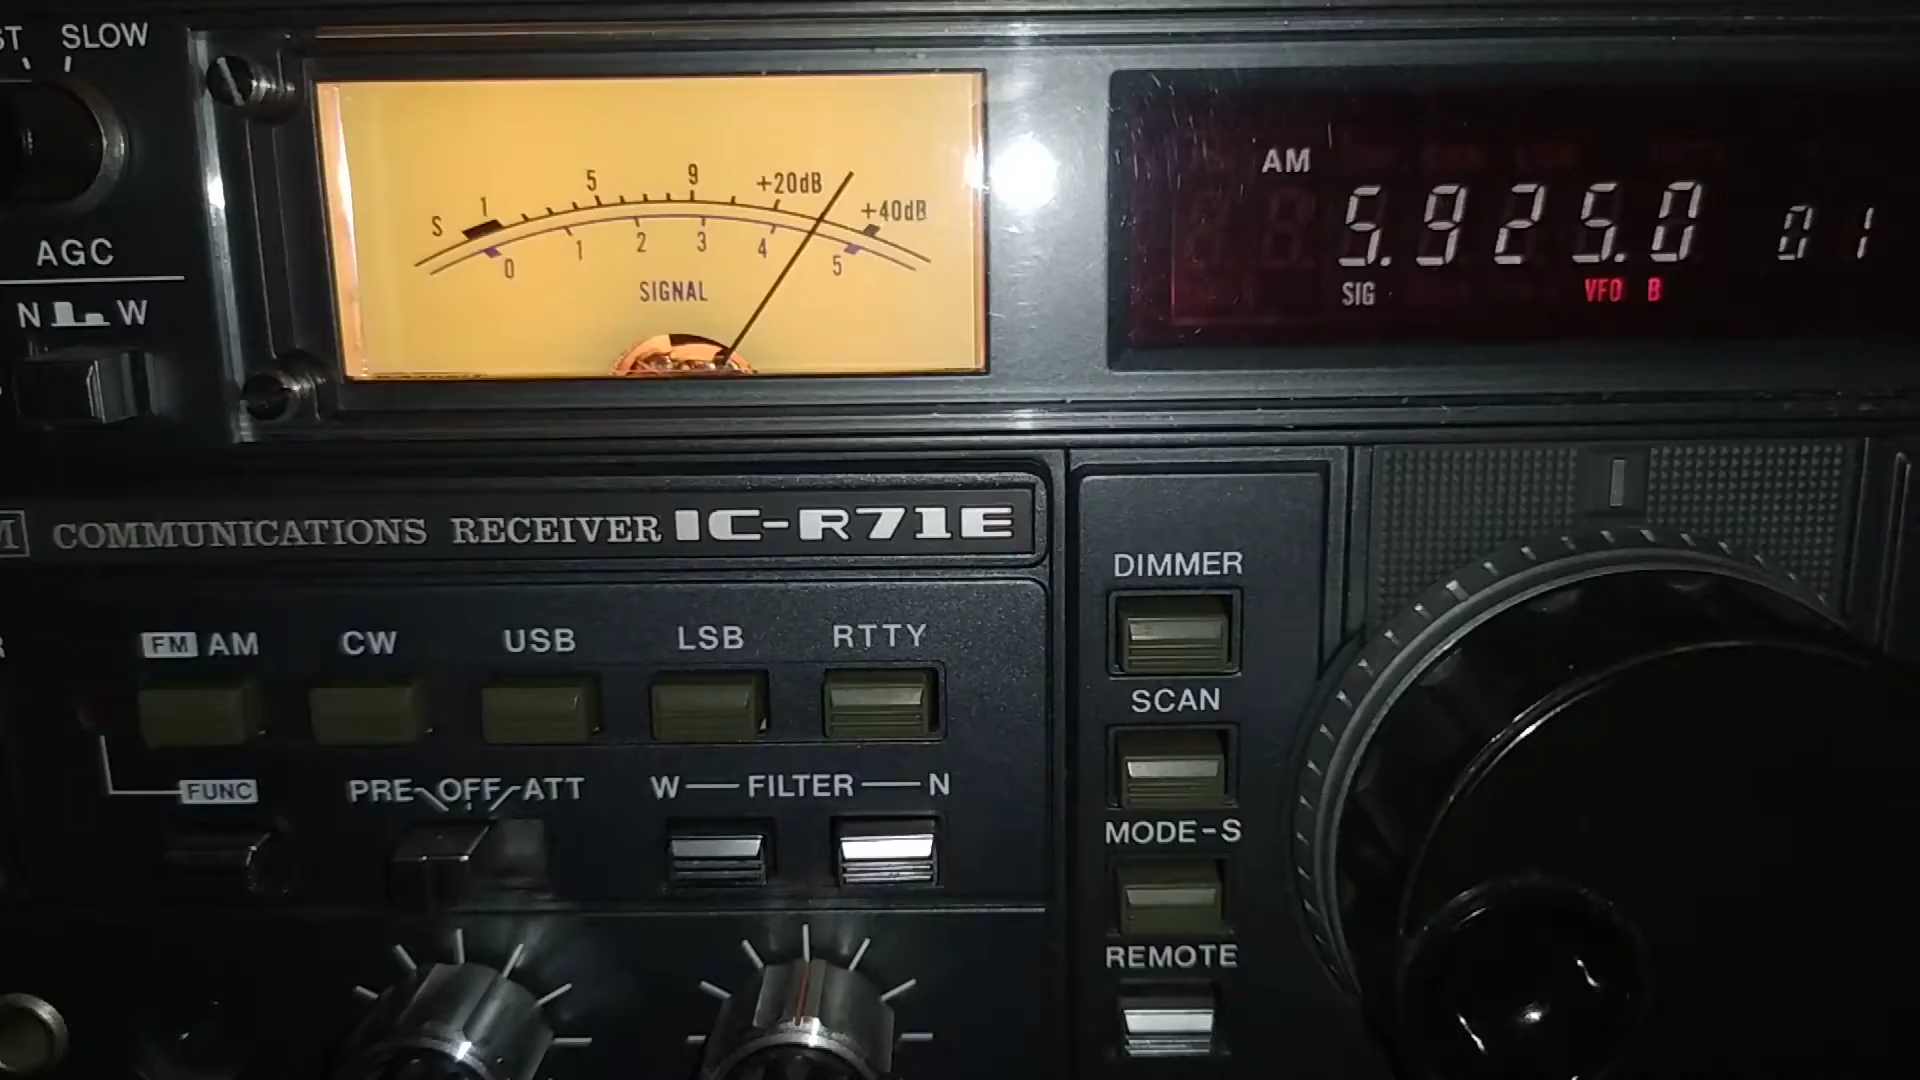 SLOW
AGC
N W
S 1 5 9 +20dB +40dB
0 1 2 3 4 5
SIGNAL
AM
5.925.0 01
SIG VFO B
COMMUNICATIONS RECEIVER IC-R71E
FM AM CW USB LSB RTTY
FUNC PRE OFF ATT W FILTER N
DIMMER
SCAN
MODE-S
REMOTE